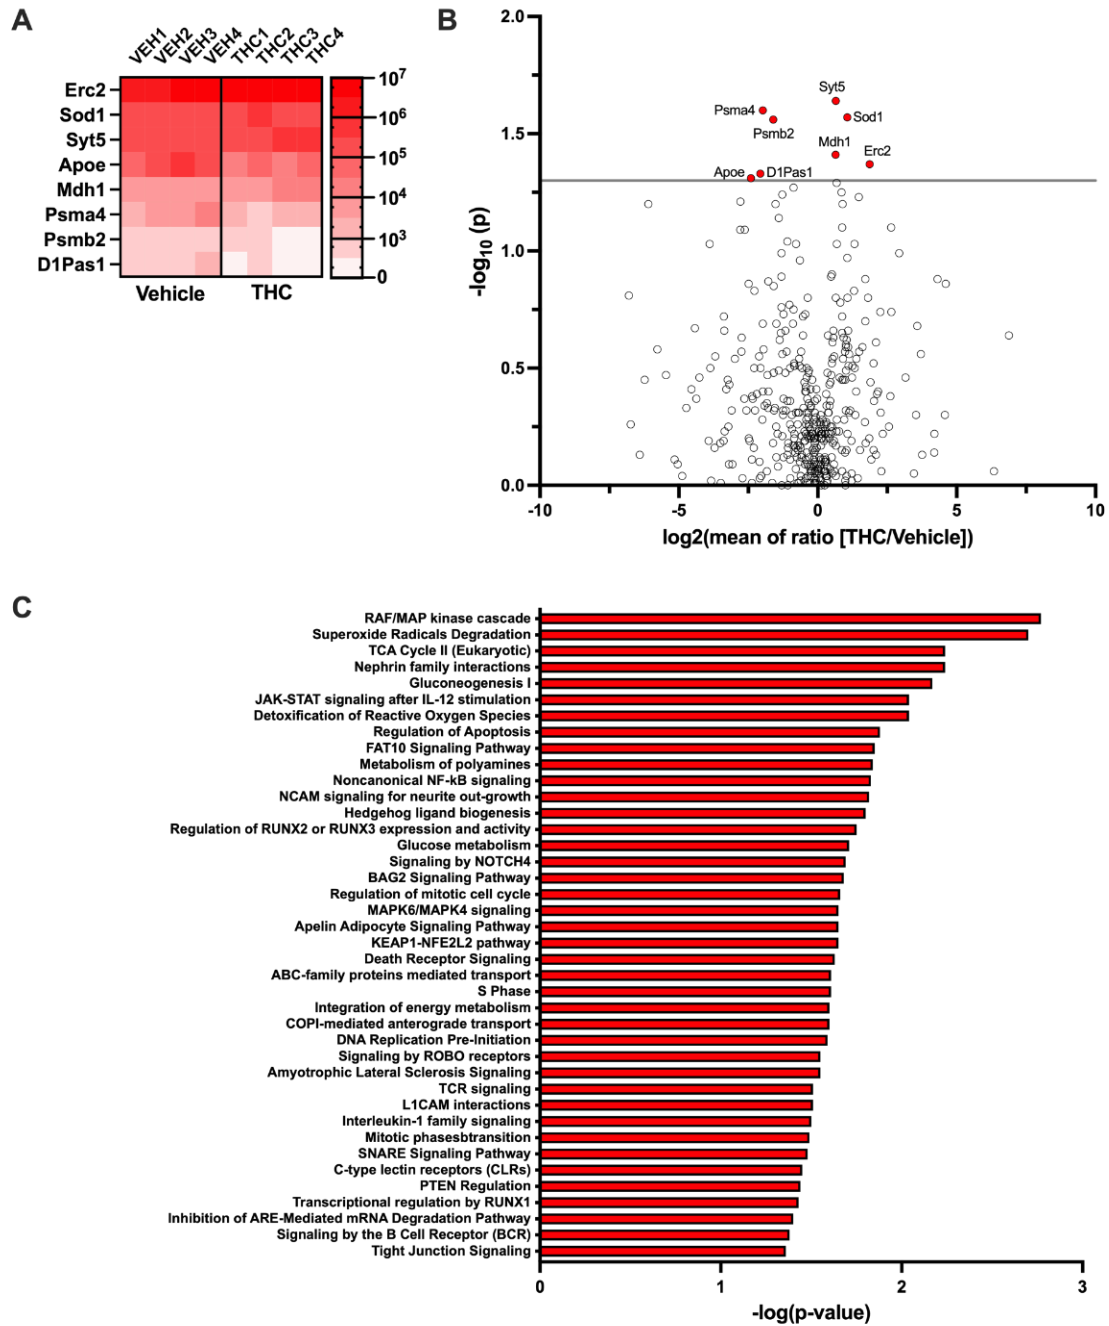 A
VEH1 VEH2 VEH3 VEH4 THC1 THC2 THC3 THC4
Erc2
Sod1
Syt5
Apoe
Mdh1
Psma4
Psmb2
D1Pas1
10^7
10^6
10^5
10^4
10^3
0
Vehicle THC
B
2.0
1.5
1.0
0.5
0.0
-log10 (p)
Syt5
Psma4
Sod1
Psmb2
Mdh1
Erc2
Apoe
D1Pas1
-10 -5 0 5 10
log2(mean of ratio [THC/Vehicle])
C
RAF/MAP kinase cascade
Superoxide Radicals Degradation
TCA Cycle II (Eukaryotic)
Nephrin family interactions
Gluconeogenesis I
JAK-STAT signaling after IL-12 stimulation
Detoxification of Reactive Oxygen Species
Regulation of Apoptosis
FAT10 Signaling Pathway
Metabolism of polyamines
Noncanonical NF-kB signaling
NCAM signaling for neurite out-growth
Hedgehog ligand biogenesis
Regulation of RUNX2 or RUNX3 expression and activity
Glucose metabolism
Signaling by NOTCH4
BAG2 Signaling Pathway
Regulation of mitotic cell cycle
MAPK6/MAPK4 signaling
Apelin Adipocyte Signaling Pathway
KEAP1-NFE2L2 pathway
Death Receptor Signaling
ABC-family proteins mediated transport
S Phase
Integration of energy metabolism
COPI-mediated anterograde transport
DNA Replication Pre-Initiation
Signaling by ROBO receptors
Amyotrophic Lateral Sclerosis Signaling
TCR signaling
L1CAM interactions
Interleukin-1 family signaling
Mitotic phasesbtransition
SNARE Signaling Pathway
C-type lectin receptors (CLRs)
PTEN Regulation
Transcriptional regulation by RUNX1
Inhibition of ARE-Mediated mRNA Degradation Pathway
Signaling by the B Cell Receptor (BCR)
Tight Junction Signaling
0 1 2 3
-log(p-value)